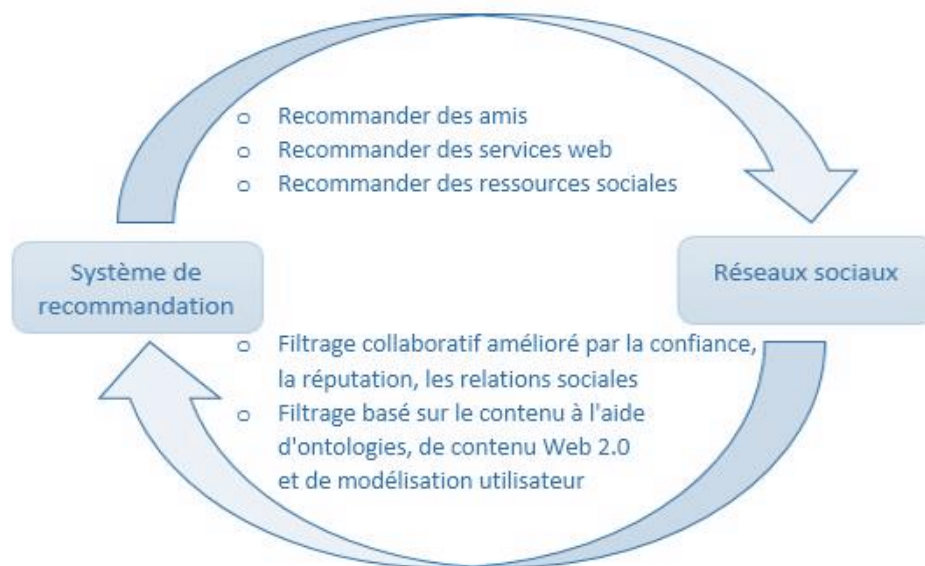 o Recommander des amis
o Recommander des services web
o Recommander des ressources sociales
Système de
recommandation
Réseaux sociaux
o Filtrage collaboratif amélioré par la confiance,
la réputation, les relations sociales
o Filtrage basé sur le contenu à l'aide
d'ontologies, de contenu Web 2.0
et de modélisation utilisateur